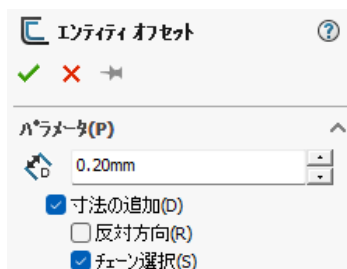 エンティティ オフセット
パラメータ(P)
0.20mm
寸法の追加(D)
反対方向(R)
チェーン選択(S)